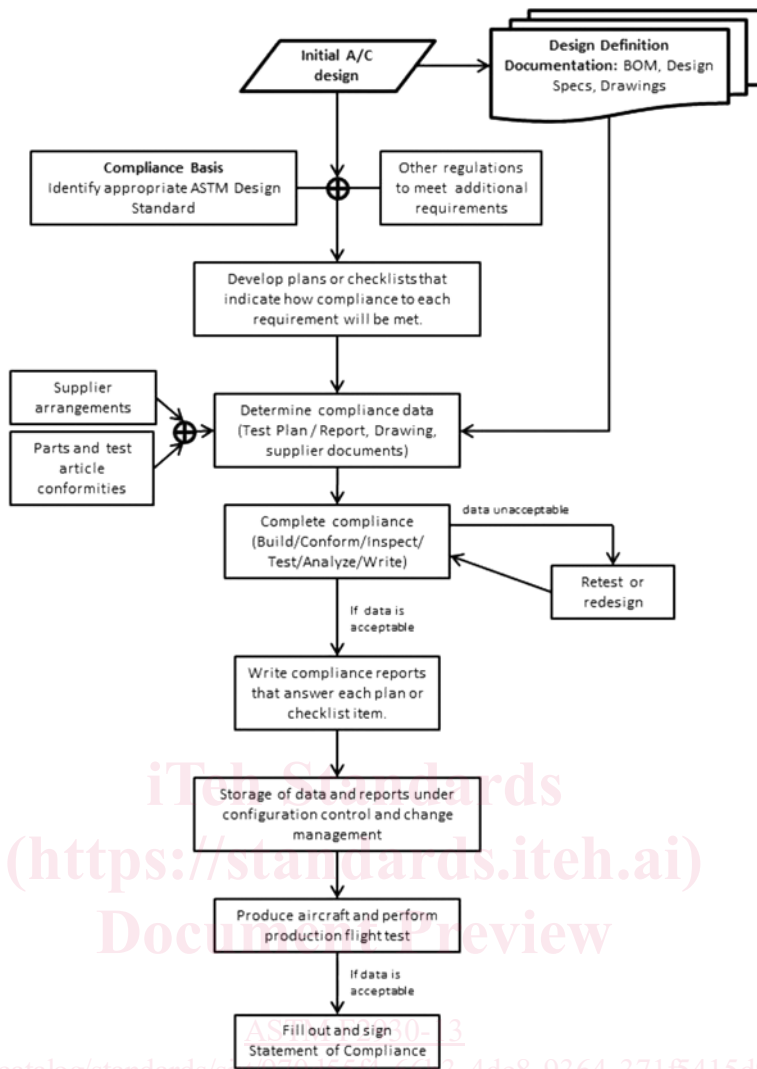 Initial A/C
design
Design Definition
Documentation: BOM, Design
Specs, Drawings
Compliance Basis
Identify appropriate ASTM Design
Standard
Other regulations
to meet additional
requirements
Develop plans or checklists that
indicate how compliance to each
requirement will be met.
Supplier
arrangements
Parts and test
article
conformities
Determine compliance data
(Test Plan / Report, Drawing,
supplier documents)
Complete compliance
(Build/Conform/Inspect/
Test/Analyze/Write)
data unacceptable
Retest or
redesign
If data is
acceptable
Write compliance reports
that answer each plan or
checklist item.
iTeh Standards
Storage of data and reports under
configuration control and change
management
(https://standards.iteh.ai)
Produce aircraft and perform
production flight test
Document Preview
If data is
acceptable
ASTM F2930-13
Fill out and sign
Statement of Compliance